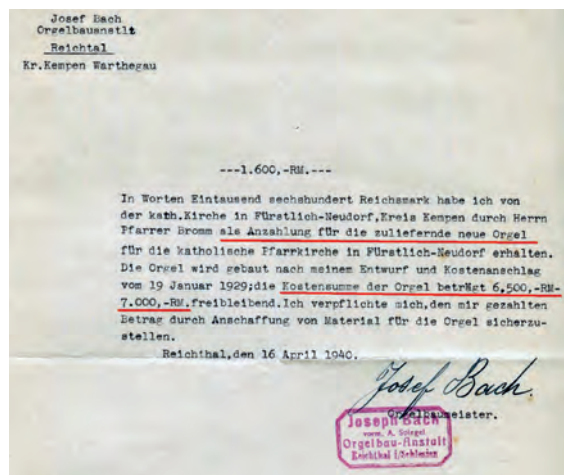 Josef Bach
Orgelbauanstlt
Reichtal
Kr.Kempen Warthegau
---1.600,-RM.---
In Worten Eintausend sechshundert Reichsmark habe ich von
der kath.Kirche in Fürstlich-Neudorf,Kreis Kempen durch Herrn
Pfarrer Bromm als Anzahlung für die zuliefernde neue Orgel
für die katholische Pfarrkirche in Fürstlich-Neudorf erhalten.
Die Orgel wird gebaut nach meinem Entwurf und Kostenanschlag
vom 19 Januar 1929;die Kostensumme der Orgel betrNgt 6,500,-RM-
7.000,-RM.freibleibend.Ich verpflichte mich,den mir gezahlten
Betrag durch Anschaffung von Material für die Orgel sicherzu-
stellen.
Reichthal,den 16 April 1940.
Josef Bach.
Orgelbaumeister.
Joseph Bach
vorm. A. Spiegel
Orgelbau-Anstalt
Reichthal i/Schlesien